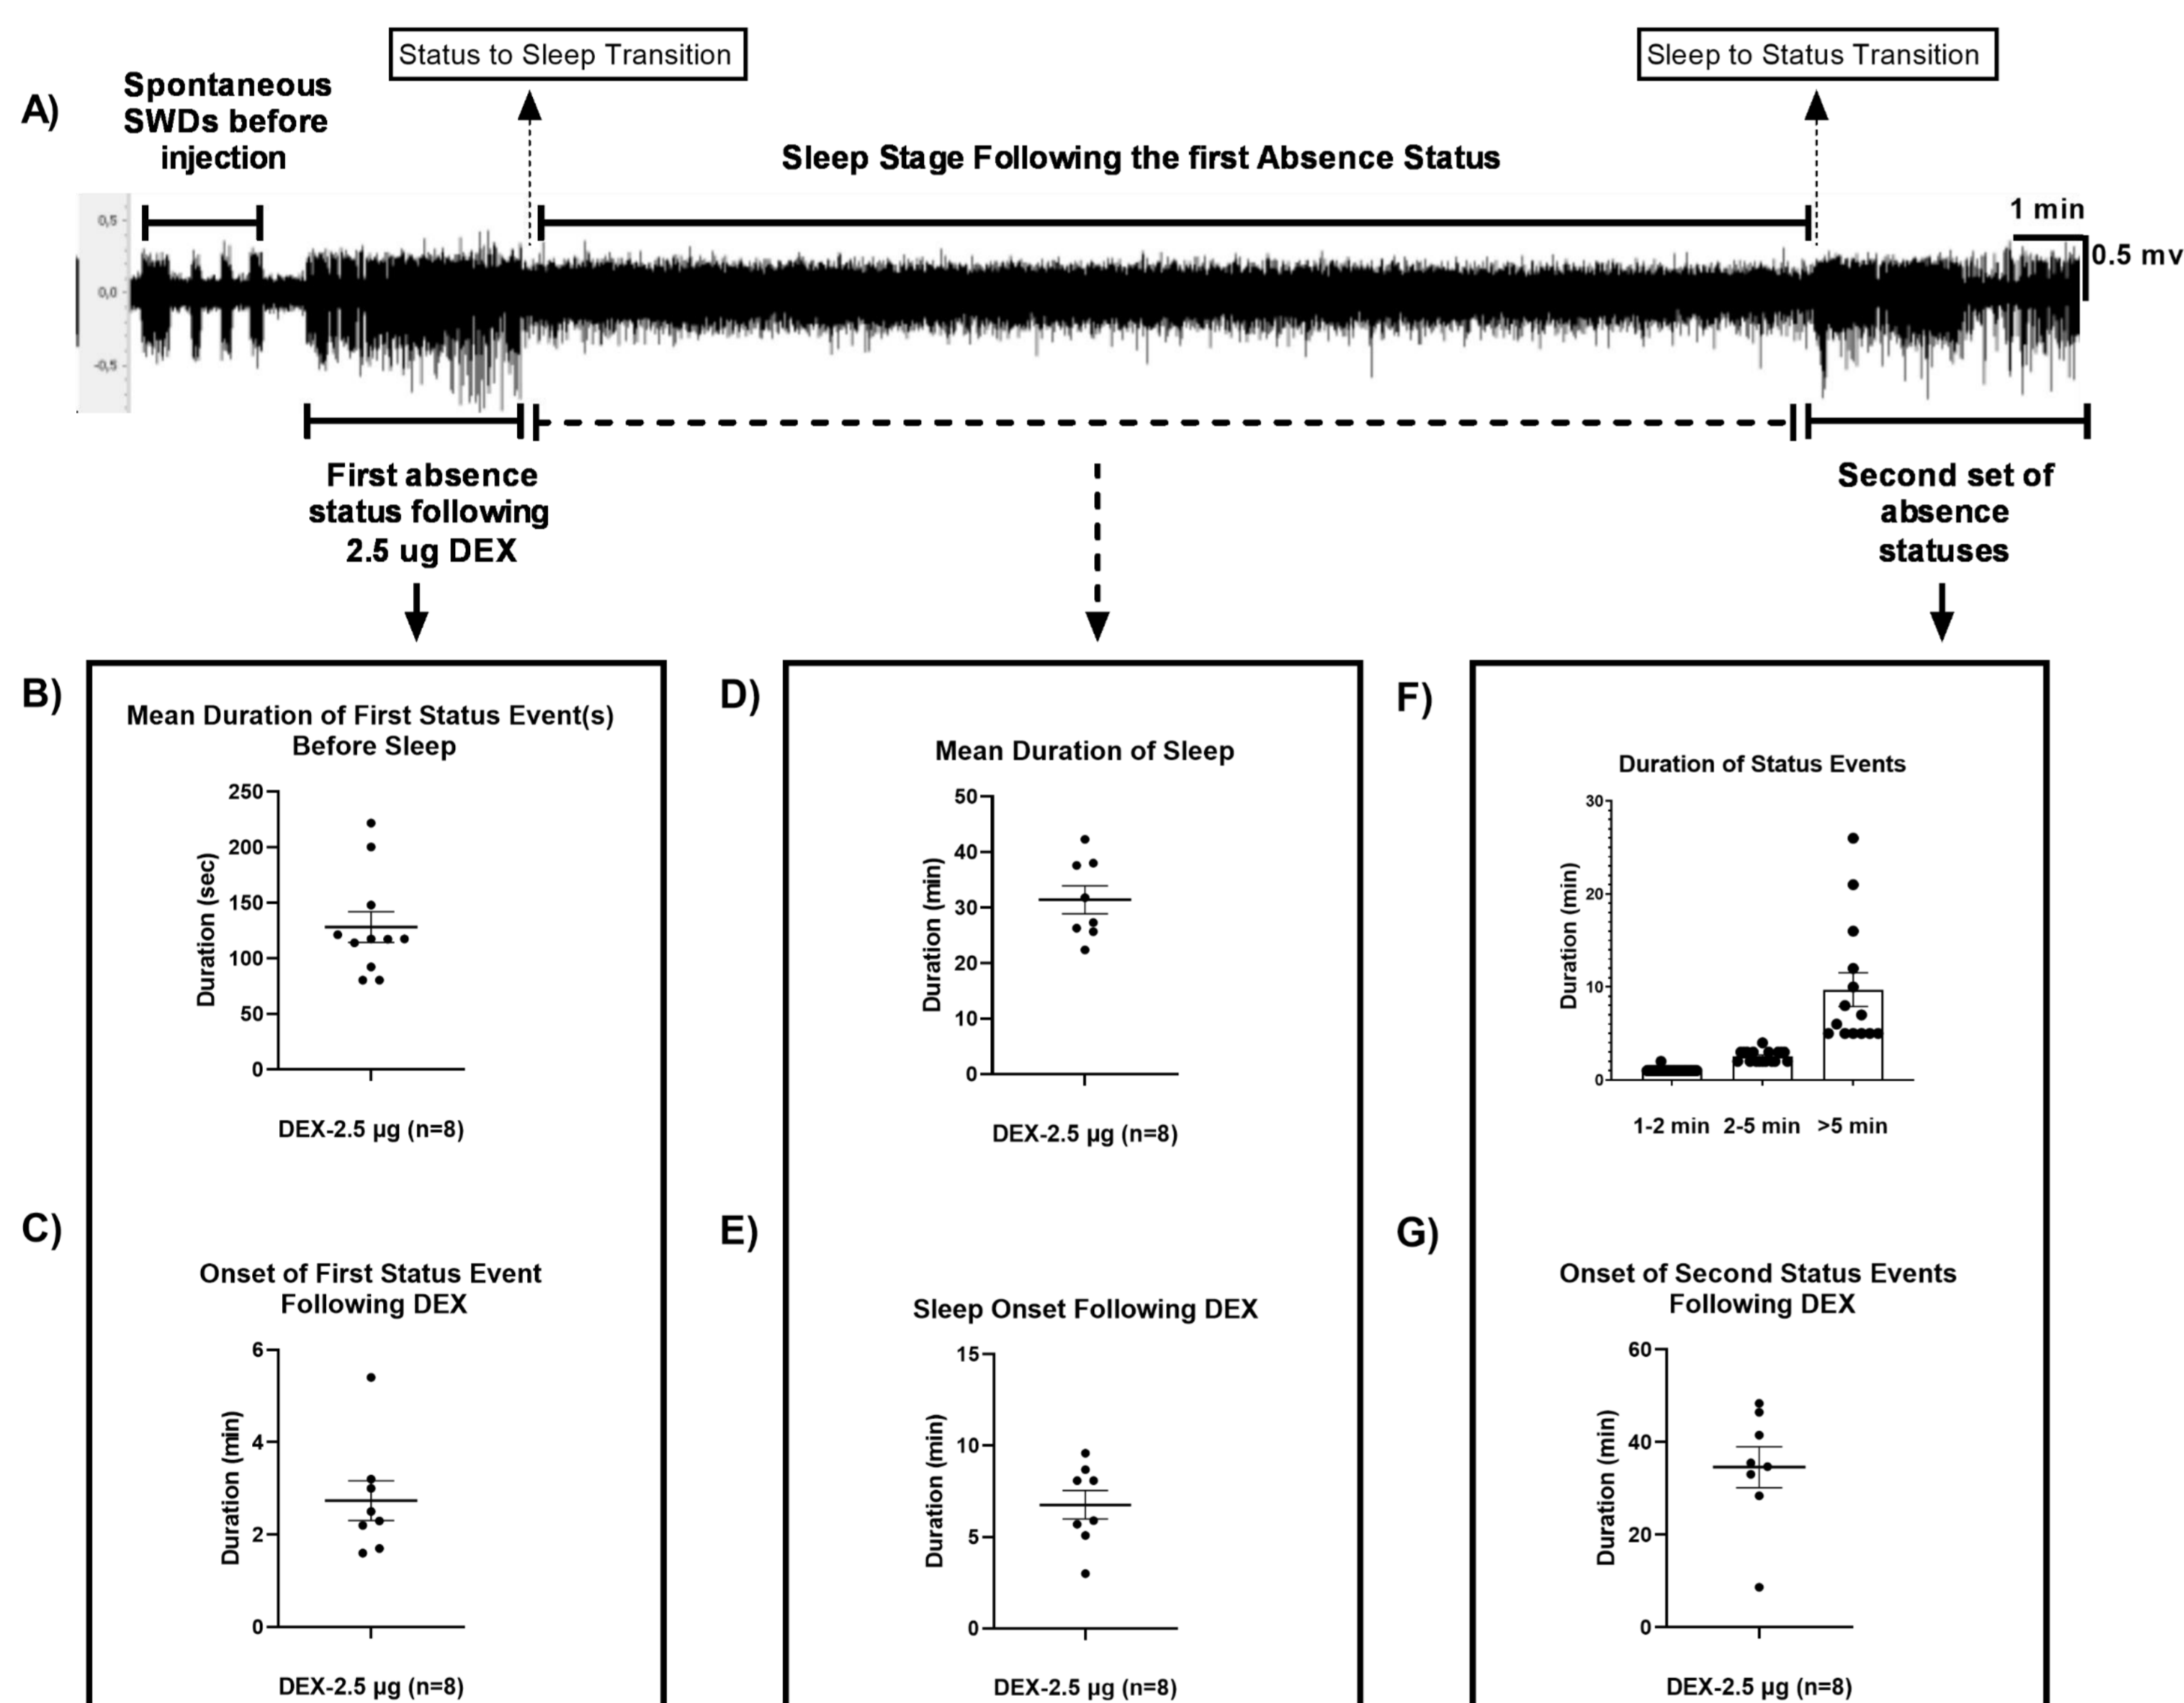 Status to Sleep Transition
Sleep to Status Transition
A)
Spontaneous
SWDs before
injection
Sleep Stage Following the first Absence Status
1 min
0.5 mv
0,5
0,0
-0,5
First absence
status following
2.5 ug DEX
Second set of
absence
statuses
B)
Mean Duration of First Status Event(s)
Before Sleep
Duration (sec)
250
200
150
100
50
0
DEX-2.5 µg (n=8)
D)
Mean Duration of Sleep
Duration (min)
50
40
30
20
10
0
DEX-2.5 µg (n=8)
F)
Duration of Status Events
Duration (min)
30
20
10
0
1-2 min 2-5 min >5 min
C)
Onset of First Status Event
Following DEX
Duration (min)
6
4
2
0
DEX-2.5 µg (n=8)
E)
Sleep Onset Following DEX
Duration (min)
15
10
5
0
DEX-2.5 µg (n=8)
G)
Onset of Second Status Events
Following DEX
Duration (min)
60
40
20
0
DEX-2.5 µg (n=8)